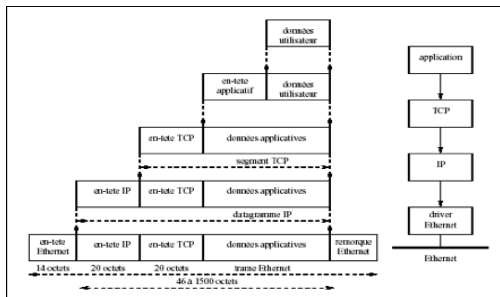 données
utilisateur
en-tete
applicatif
données
utilisateur
application
en-tete TCP
données applicatives
TCP
segment TCP
en-tete IP
en-tete TCP
données applicatives
IP
datagramme IP
en-tete
Ethernet
en-tete IP
en-tete TCP
données applicatives
remorque
Ethernet
driver
Ethernet
14 octets
20 octets
20 octets
trame Ethernet
46 à 1500 octets
Ethernet